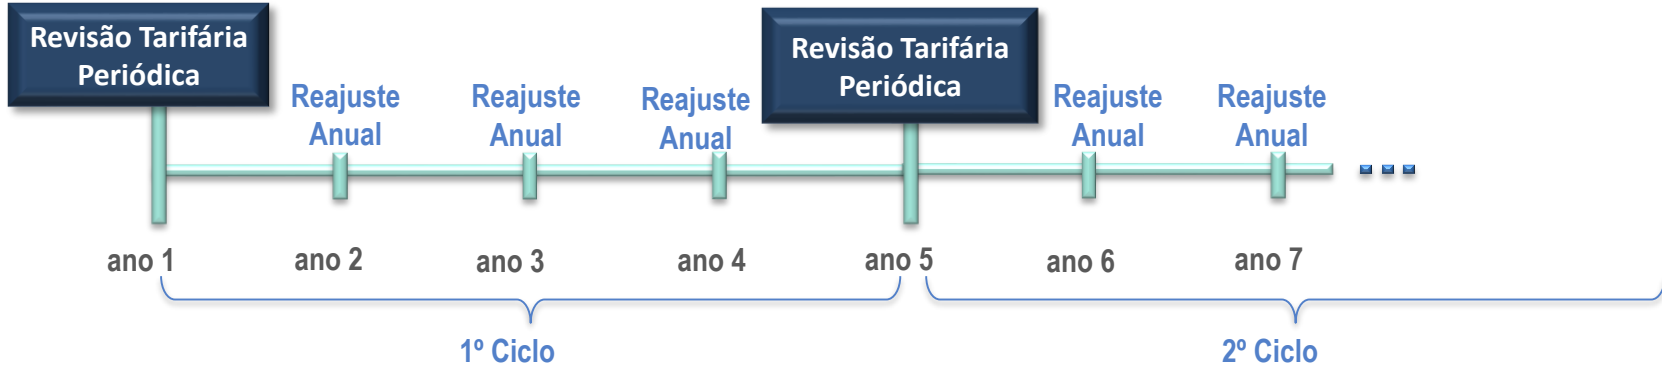 Revisão Tarifária
Periódica
Reajuste
Anual
Reajuste
Anual
Reajuste
Anual
Revisão Tarifária
Periódica
Reajuste
Anual
Reajuste
Anual
ano 1
ano 2
ano 3
ano 4
ano 5
ano 6
ano 7
1º Ciclo
2º Ciclo